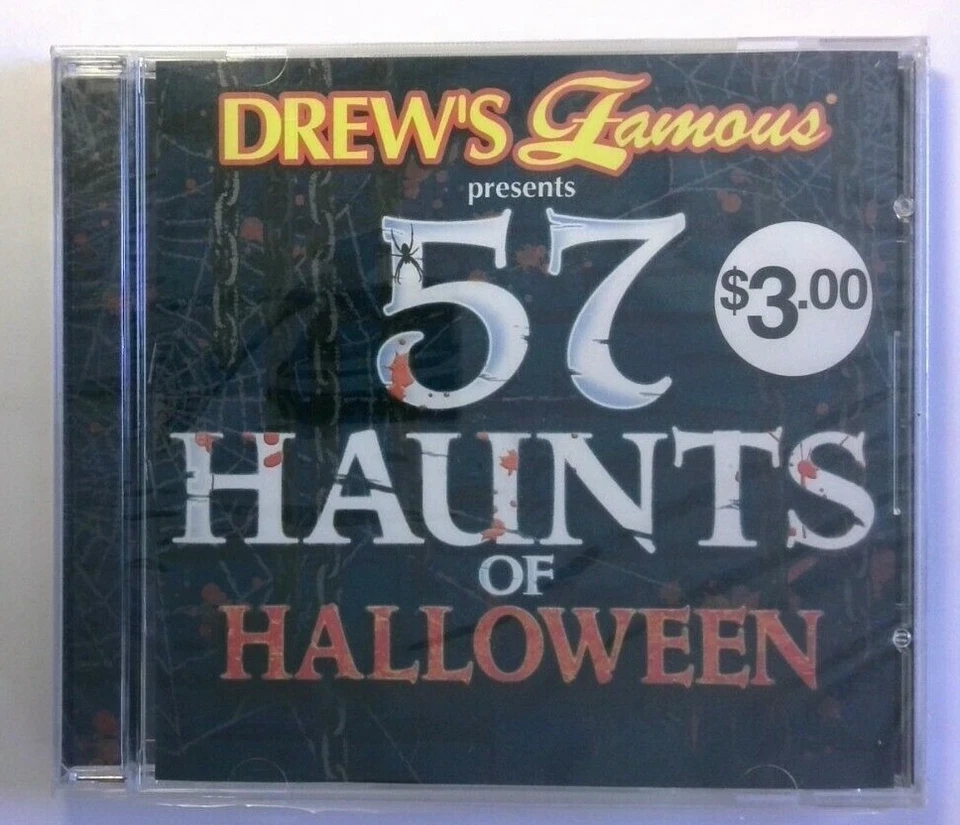 DREW'S Famous
presents
57
$3.00
HAUNTS
OF
HALLOWEEN